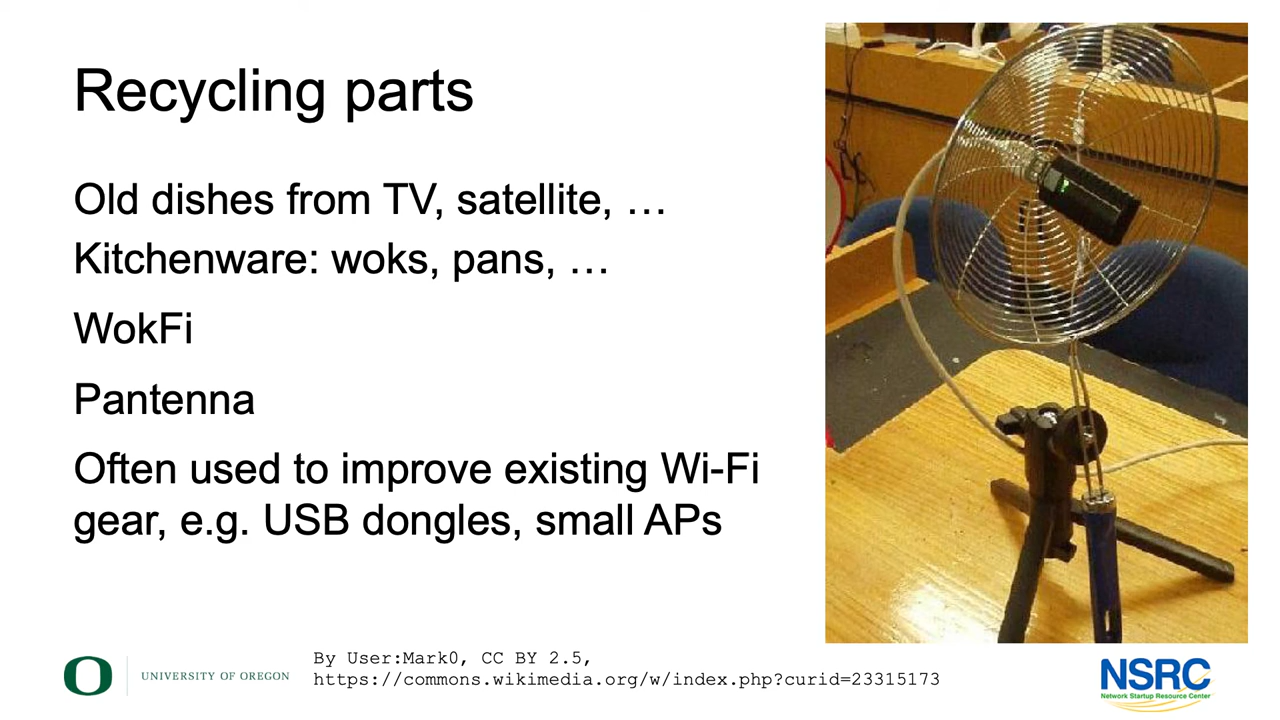 Recycling parts
Old dishes from TV, satellite, …
Kitchenware: woks, pans, …
WokFi
Pantenna
Often used to improve existing Wi-Fi
gear, e.g. USB dongles, small APs
By User:Mark0, CC BY 2.5,
https://commons.wikimedia.org/w/index.php?curid=23315173
O
UNIVERSITY OF OREGON
NSRC
Network Startup Resource Center